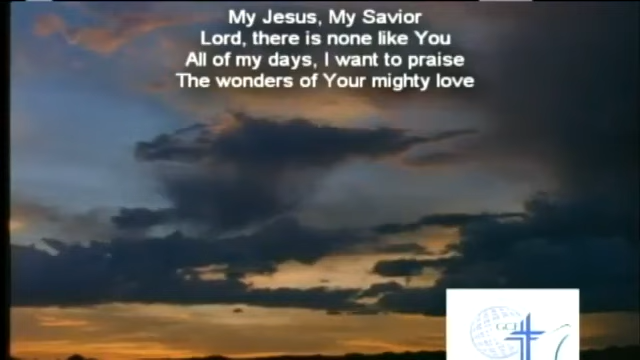 My Jesus, My Savior
Lord, there is none like You
All of my days, I want to praise
The wonders of Your mighty love